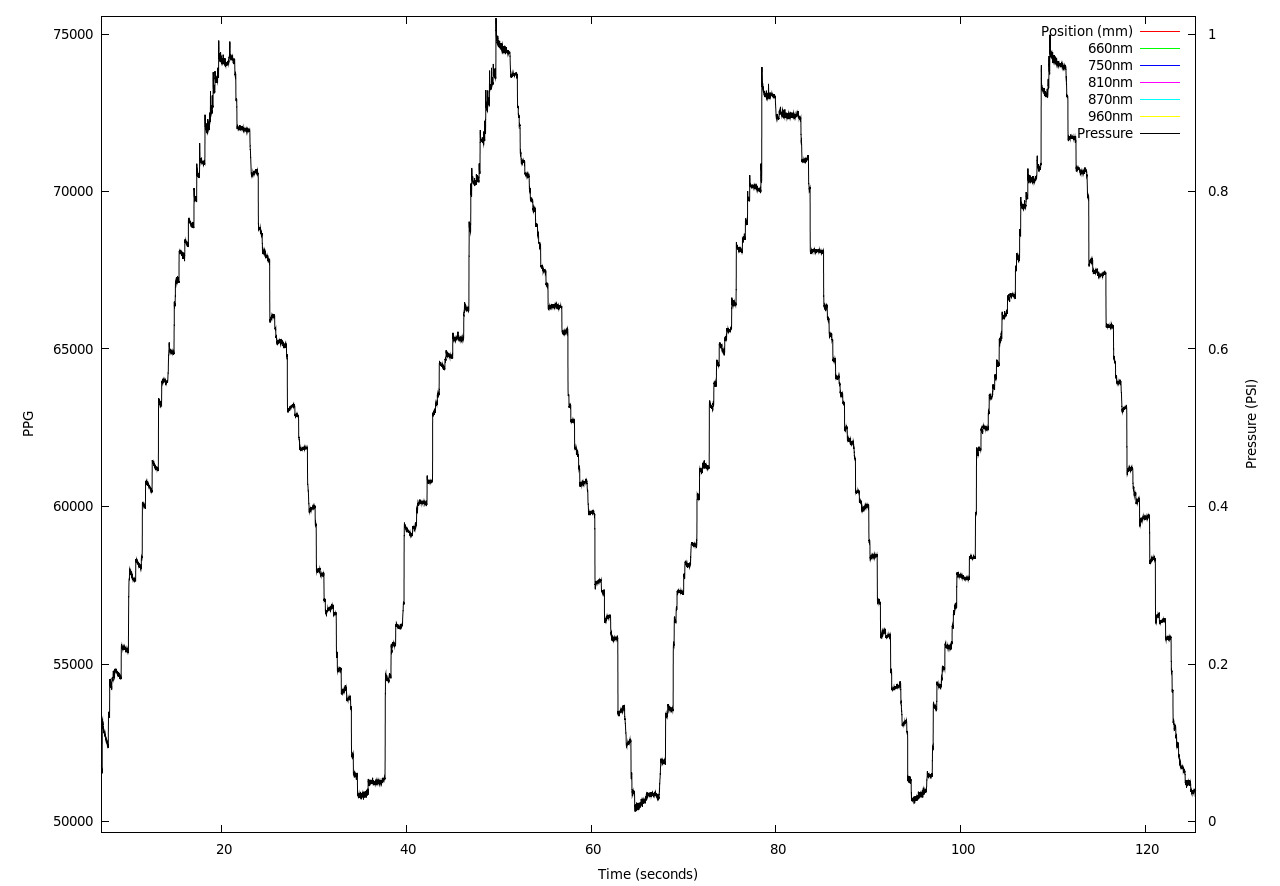 75000
70000
65000
60000
55000
50000
PPG
20
40
60
80
100
120
Time (seconds)
1
0.8
0.6
0.4
0.2
0
Pressure (PSI)
Position (mm)
660nm
750nm
810nm
870nm
960nm
Pressure